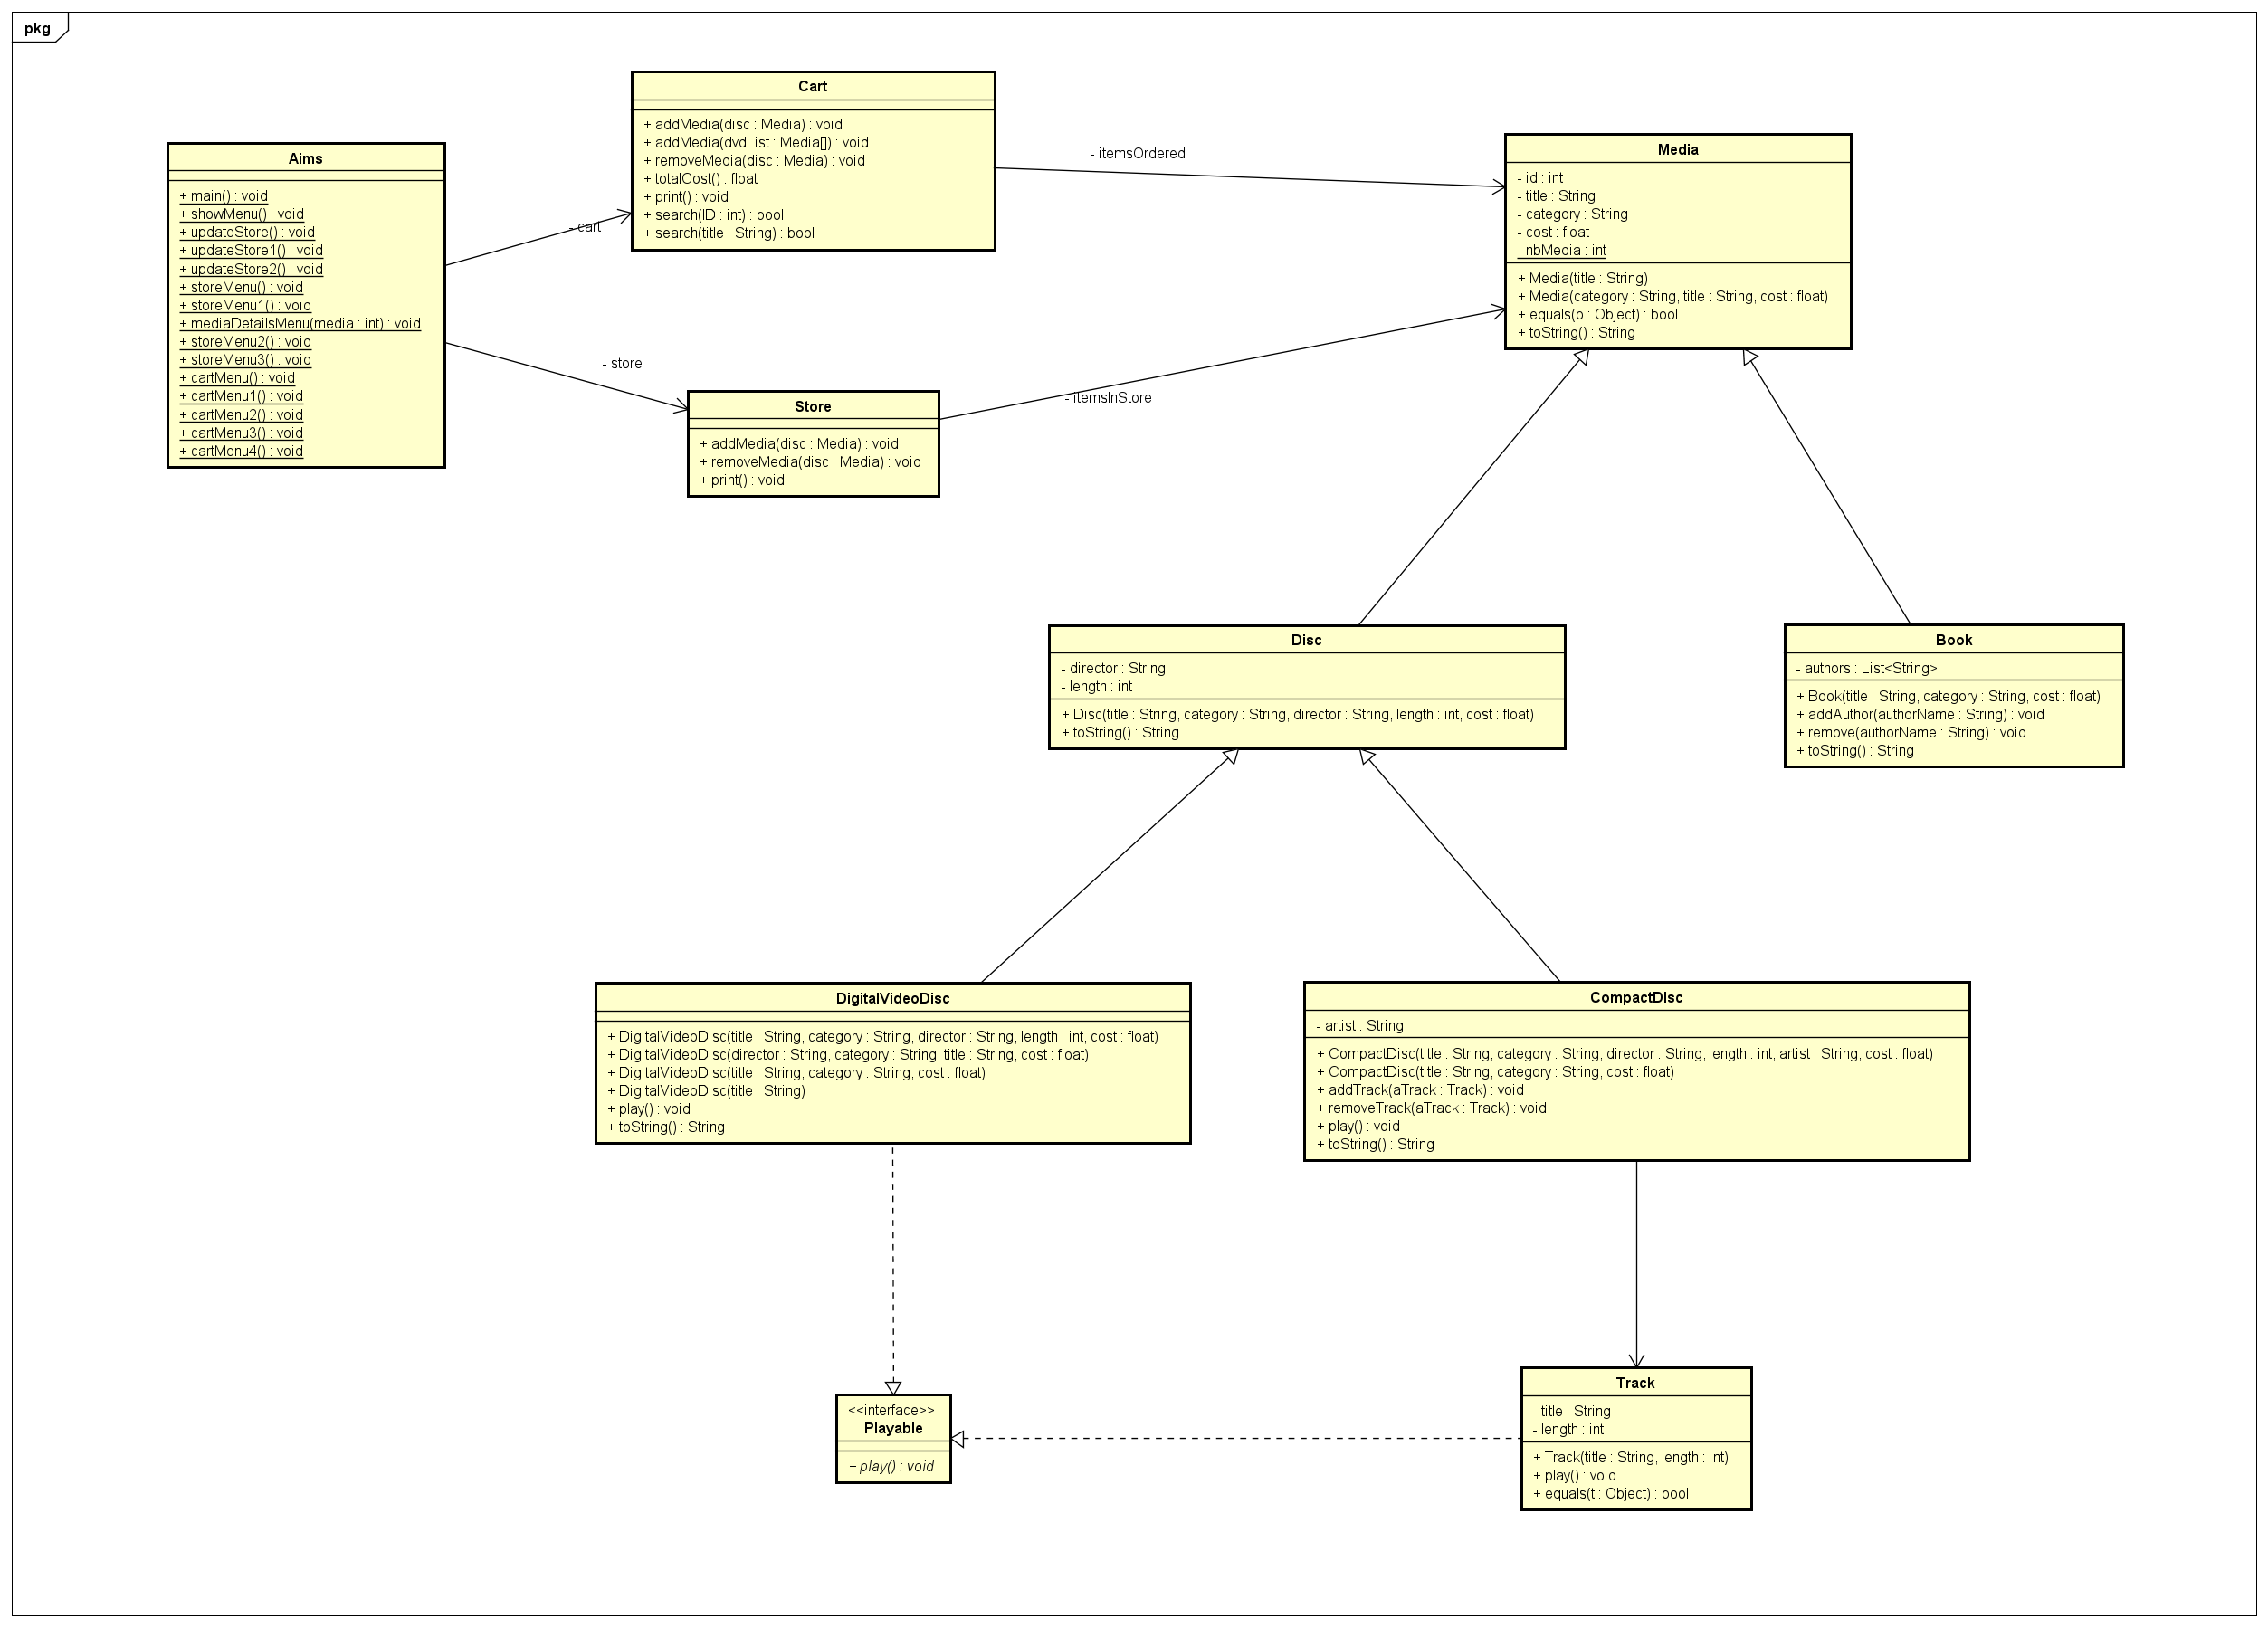 pkg
Aims
+ main() : void
+ showMenu() : void
+ updateStore() : void
+ updateStore1() : void
+ updateStore2() : void
+ storeMenu() : void
+ storeMenu1() : void
+ mediaDetailsMenu(media : int) : void
+ storeMenu2() : void
+ storeMenu3() : void
+ cartMenu() : void
+ cartMenu1() : void
+ cartMenu2() : void
+ cartMenu3() : void
+ cartMenu4() : void
- cart
- store
Cart
+ addMedia(disc : Media) : void
+ addMedia(dvdList : Media[]) : void
+ removeMedia(disc : Media) : void
+ totalCost() : float
+ print() : void
+ search(ID : int) : bool
+ search(title : String) : bool
- itemsOrdered
Store
+ addMedia(disc : Media) : void
+ removeMedia(disc : Media) : void
+ print() : void
- itemsInStore
Media
- id : int
- title : String
- category : String
- cost : float
- nbMedia : int
+ Media(title : String)
+ Media(category : String, title : String, cost : float)
+ equals(o : Object) : bool
+ toString() : String
Disc
- director : String
- length : int
+ Disc(title : String, category : String, director : String, length : int, cost : float)
+ toString() : String
Book
- authors : List<String>
+ Book(title : String, category : String, cost : float)
+ addAuthor(authorName : String) : void
+ remove(authorName : String) : void
+ toString() : String
DigitalVideoDisc
+ DigitalVideoDisc(title : String, category : String, director : String, length : int, cost : float)
+ DigitalVideoDisc(director : String, category : String, title : String, cost : float)
+ DigitalVideoDisc(title : String, category : String, cost : float)
+ DigitalVideoDisc(title : String)
+ play() : void
+ toString() : String
CompactDisc
- artist : String
+ CompactDisc(title : String, category : String, director : String, length : int, artist : String, cost : float)
+ CompactDisc(title : String, category : String, cost : float)
+ addTrack(aTrack : Track) : void
+ removeTrack(aTrack : Track) : void
+ play() : void
+ toString() : String
<<interface>>
Playable
+ play() : void
Track
- title : String
- length : int
+ Track(title : String, length : int)
+ play() : void
+ equals(t : Object) : bool